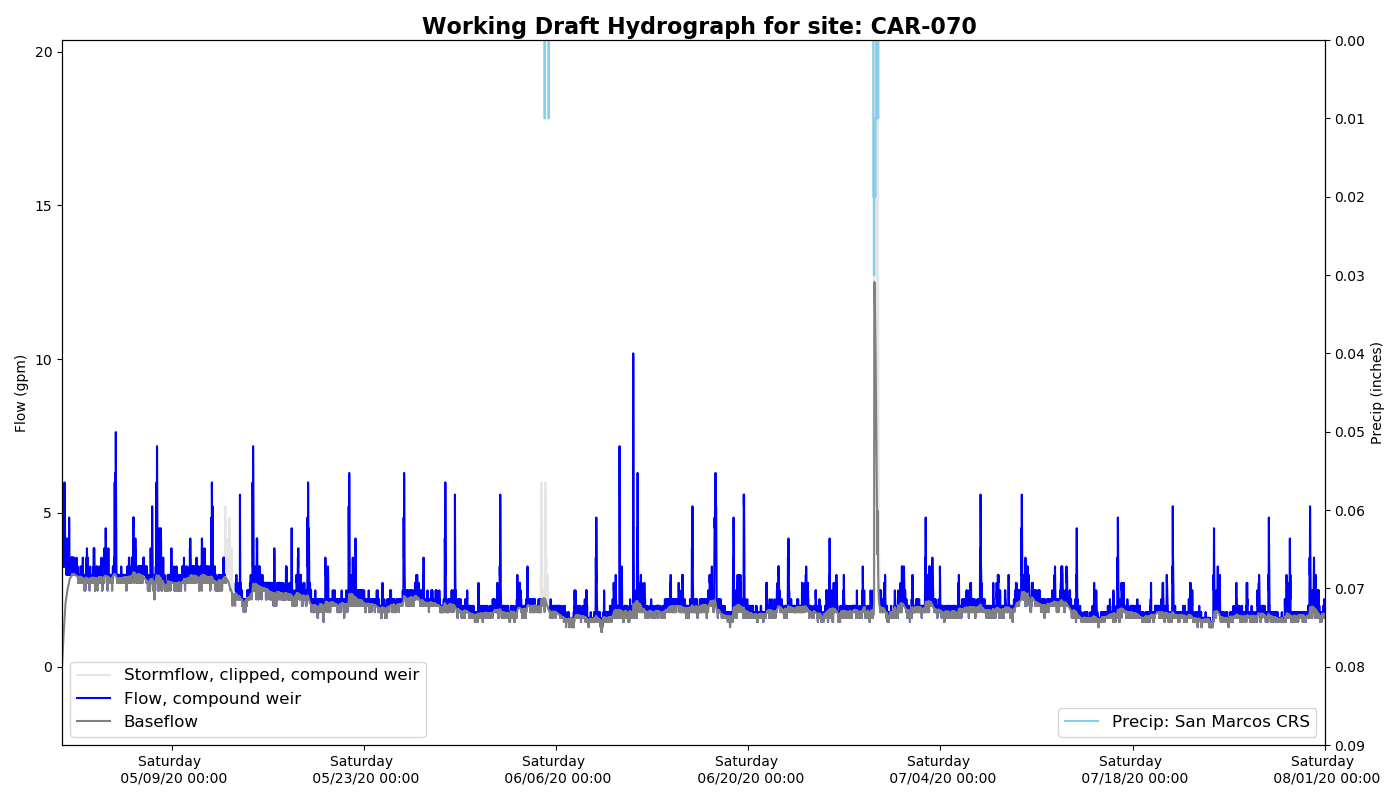 Working Draft Hydrograph for site: CAR-070
20
15
10
5
0
Flow (gpm)
0.00
0.01
0.02
0.03
0.04
0.05
0.06
0.07
0.08
0.09
Precip (inches)
Stormflow, clipped, compound weir
Flow, compound weir
Baseflow
Precip: San Marcos CRS
Saturday
05/09/20 00:00
Saturday
05/23/20 00:00
Saturday
06/06/20 00:00
Saturday
06/20/20 00:00
Saturday
07/04/20 00:00
Saturday
07/18/20 00:00
Saturday
08/01/20 00:00